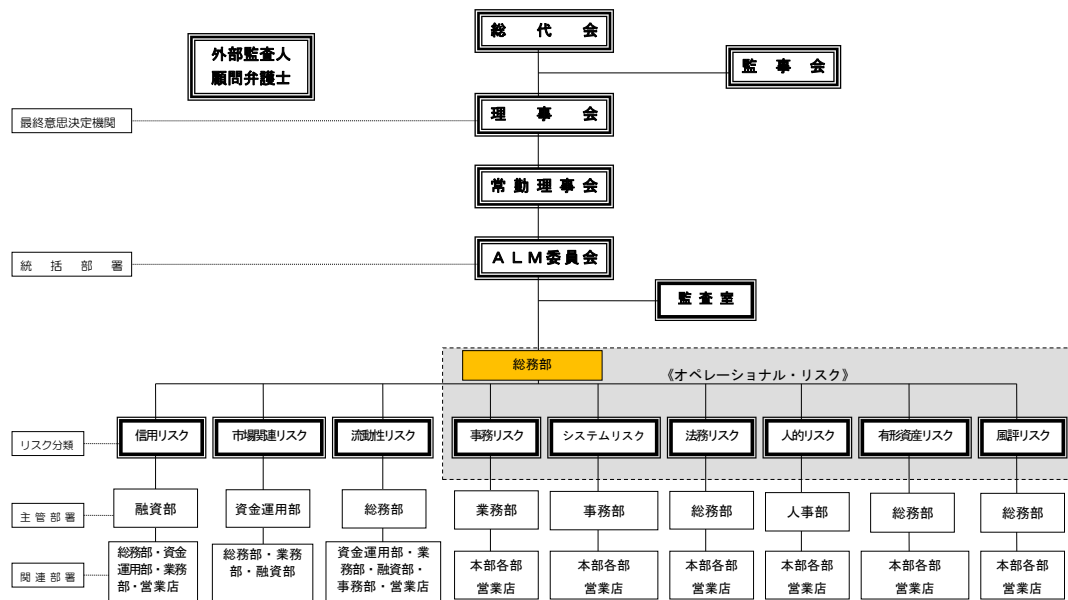 総代会
外部監査人
顧問弁護士
監事会
最終意思決定機関
理事会
常勤理事会
統括部署
ALM委員会
監査室
総務部
《オペレーショナル・リスク》
リスク分類
信用リスク
市場関連リスク
流動性リスク
事務リスク
システムリスク
法務リスク
人的リスク
有形資産リスク
風評リスク
主管部署
融資部
資金運用部
総務部
業務部
事務部
総務部
人事部
総務部
総務部
関連部署
総務部・資金
運用部・業務
部・営業店
総務部・業務
部・融資部
資金運用部・業
務部・融資部・
事務部・営業店
本部各部
営業店
本部各部
営業店
本部各部
営業店
本部各部
営業店
本部各部
営業店
本部各部
営業店